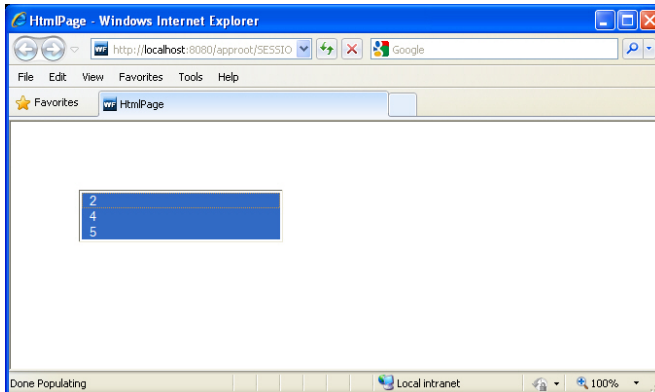 HtmlPage - Windows Internet Explorer
http://localhost:8080/approot/SESSIO
Google
File Edit View Favorites Tools Help
Favorites
HtmlPage
2
4
5
Done Populating
Local intranet
100%